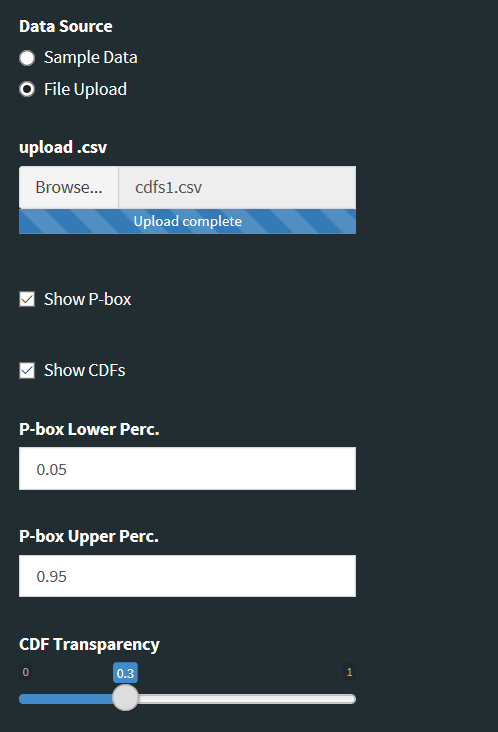 Data Source
Sample Data
File Upload
upload .csv
Browse... cdfs1.csv
Upload complete
Show P-box
Show CDFs
P-box Lower Perc.
0.05
P-box Upper Perc.
0.95
CDF Transparency
0 0.3 1